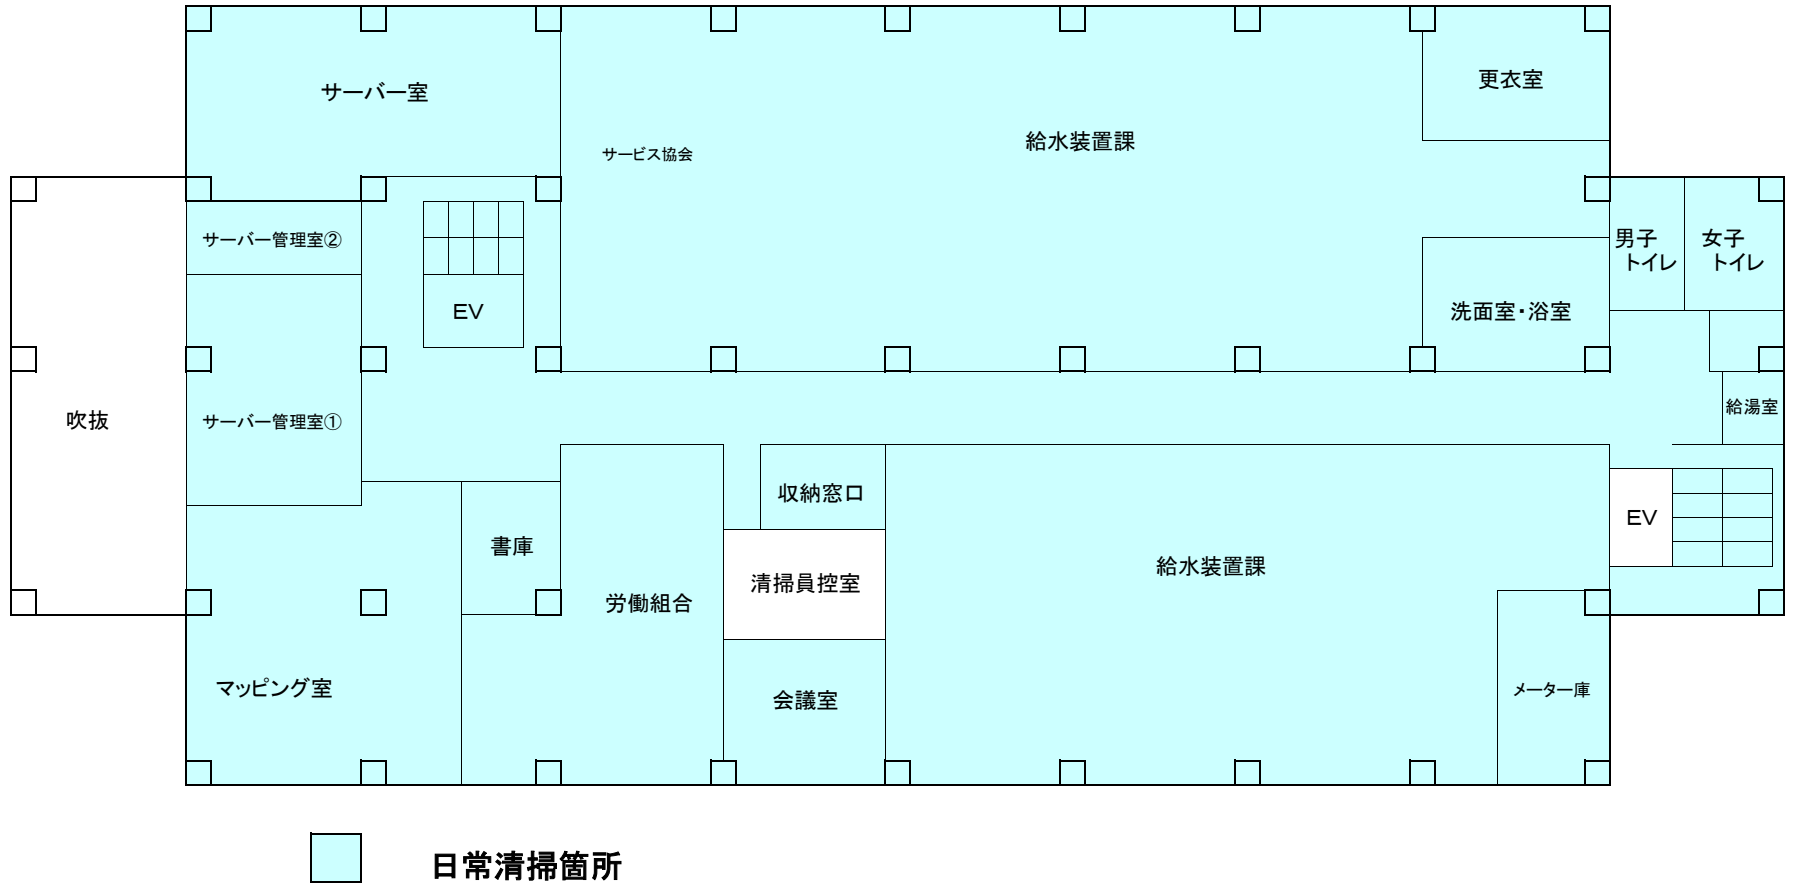 サーバー室
更衣室
給水装置課
サービス協会
サーバー管理室②
男子
トイレ
女子
トイレ
EV
洗面室・浴室
吹抜
サーバー管理室①
給湯室
収納窓口
EV
書庫
給水装置課
清掃員控室
労働組合
マッピング室
会議室
メーター庫
日常清掃箇所